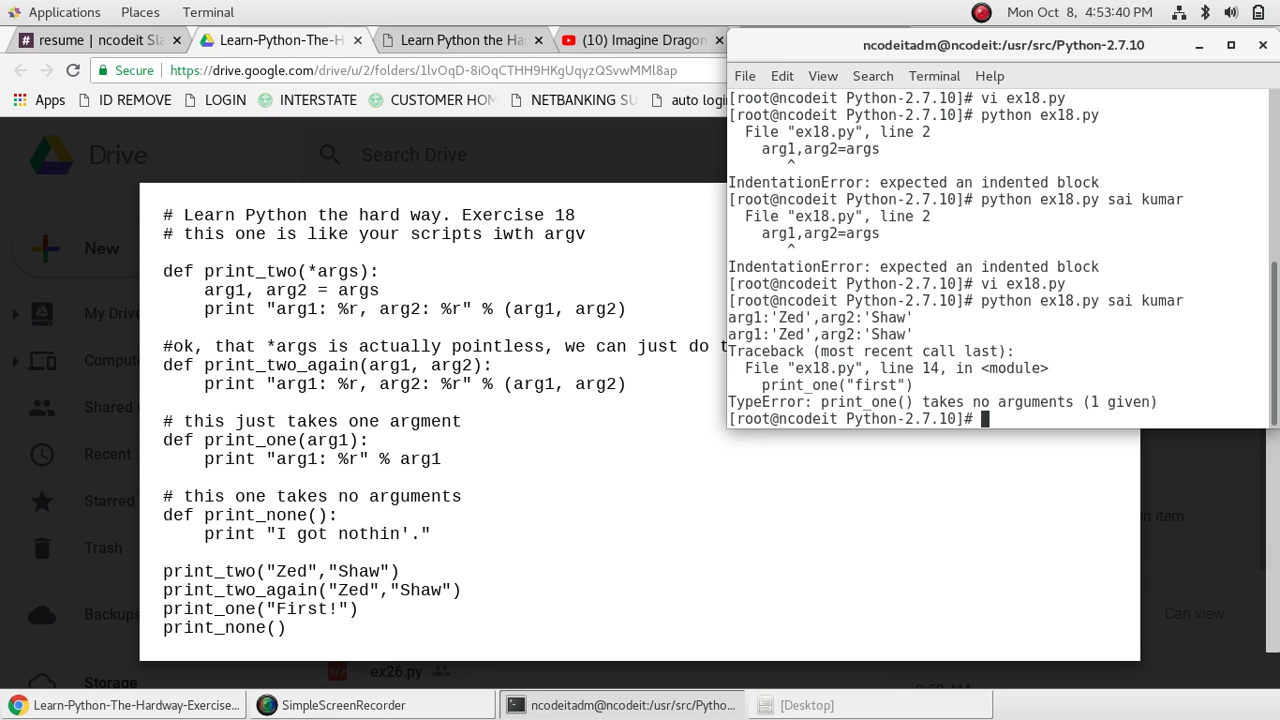 Applications Places Terminal Mon Oct 8, 4:53:40 PM
resume | ncodeit Sla
Learn-Python-The-H
Learn Python the Ha
(10) Imagine Dragon
Secure https://drive.google.com/drive/u/2/folders/1lvOqD-8iOqCTHH9HKgUqyzQSvwMMl8ap
Apps ID REMOVE LOGIN INTERSTATE CUSTOMER HOM NETBANKING SU auto login
Drive
Search Drive
New
My Drive
Compute
Shared w
Recent
Starred
Trash
Backups
Storage
# Learn Python the hard way. Exercise 18
# this one is like your scripts iwth argv
def print_two(*args):
arg1, arg2 = args
print "arg1: %r, arg2: %r" % (arg1, arg2)
#ok, that *args is actually pointless, we can just do t
def print_two_again(arg1, arg2):
print "arg1: %r, arg2: %r" % (arg1, arg2)
# this just takes one argment
def print_one(arg1):
print "arg1: %r" % arg1
# this one takes no arguments
def print_none():
print "I got nothin'."
print_two("Zed","Shaw")
print_two_again("Zed","Shaw")
print_one("First!")
print_none()
ex26.py
Can view
ncodeitadm@ncodeit:/usr/src/Python-2.7.10
File Edit View Search Terminal Help
[root@ncodeit Python-2.7.10]# vi ex18.py
[root@ncodeit Python-2.7.10]# python ex18.py
File "ex18.py", line 2
arg1,arg2=args
^
IndentationError: expected an indented block
[root@ncodeit Python-2.7.10]# python ex18.py sai kumar
File "ex18.py", line 2
arg1,arg2=args
^
IndentationError: expected an indented block
[root@ncodeit Python-2.7.10]# vi ex18.py
[root@ncodeit Python-2.7.10]# python ex18.py sai kumar
arg1:'Zed',arg2:'Shaw'
arg1:'Zed',arg2:'Shaw'
Traceback (most recent call last):
File "ex18.py", line 14, in <module>
print_one("first")
TypeError: print_one() takes no arguments (1 given)
[root@ncodeit Python-2.7.10]#
Learn-Python-The-Hardway-Exercise...
SimpleScreenRecorder
ncodeitadm@ncodeit:/usr/src/Pytho...
[Desktop]